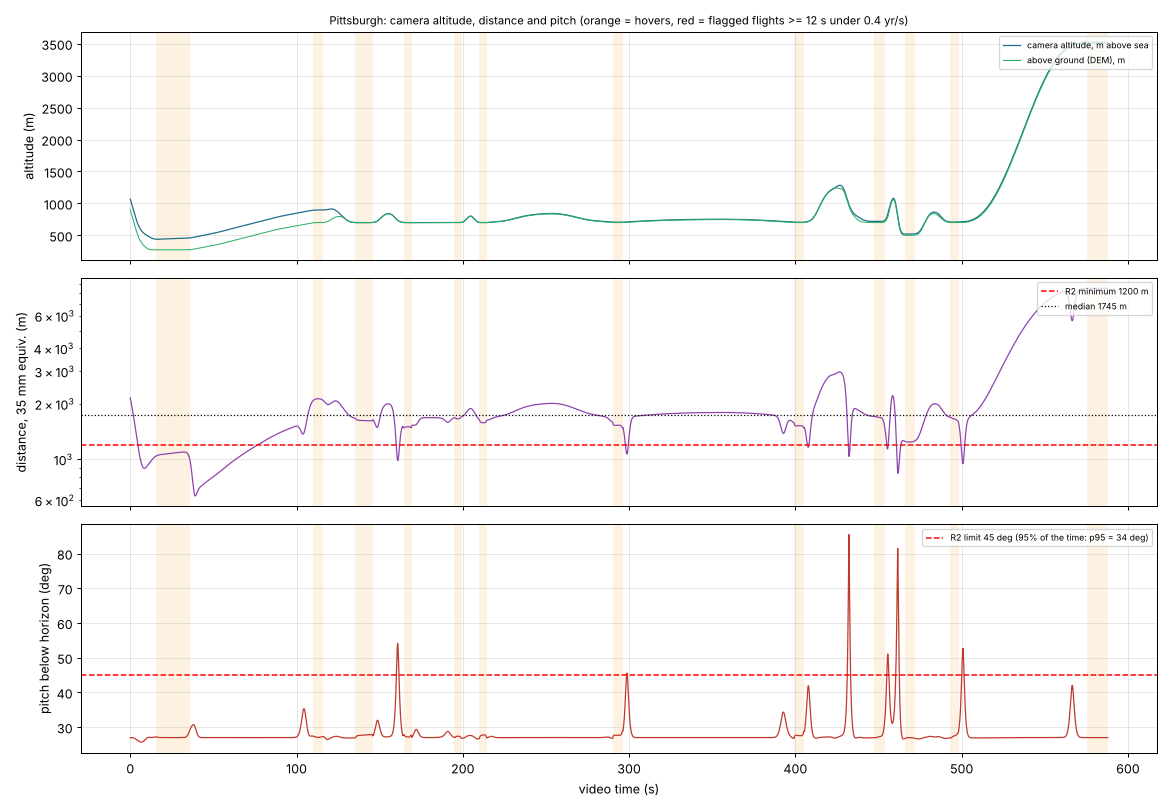 Pittsburgh: camera altitude, distance and pitch (orange = hovers, red = flagged flights >= 12 s under 0.4 yr/s)
altitude (m)
3500
3000
2500
2000
1500
1000
500
camera altitude, m above sea
above ground (DEM), m
distance, 35 mm equiv. (m)
6 × 10³
4 × 10³
3 × 10³
2 × 10³
10³
6 × 10²
R2 minimum 1200 m
median 1745 m
pitch below horizon (deg)
80
70
60
50
40
30
R2 limit 45 deg (95% of the time: p95 = 34 deg)
0 100 200 300 400 500 600
video time (s)